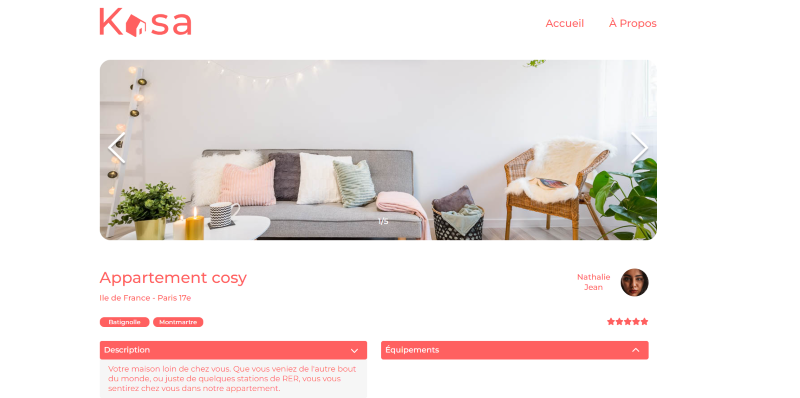 Kasa
Accueil
À Propos
1/5
Appartement cosy
Nathalie
Jean
Ile de France - Paris 17e
Batignolle
Montmartre
Description
Équipements
Votre maison loin de chez vous. Que vous veniez de l'autre bout
du monde, ou juste de quelques stations de RER, vous vous
sentirez chez vous dans notre appartement.